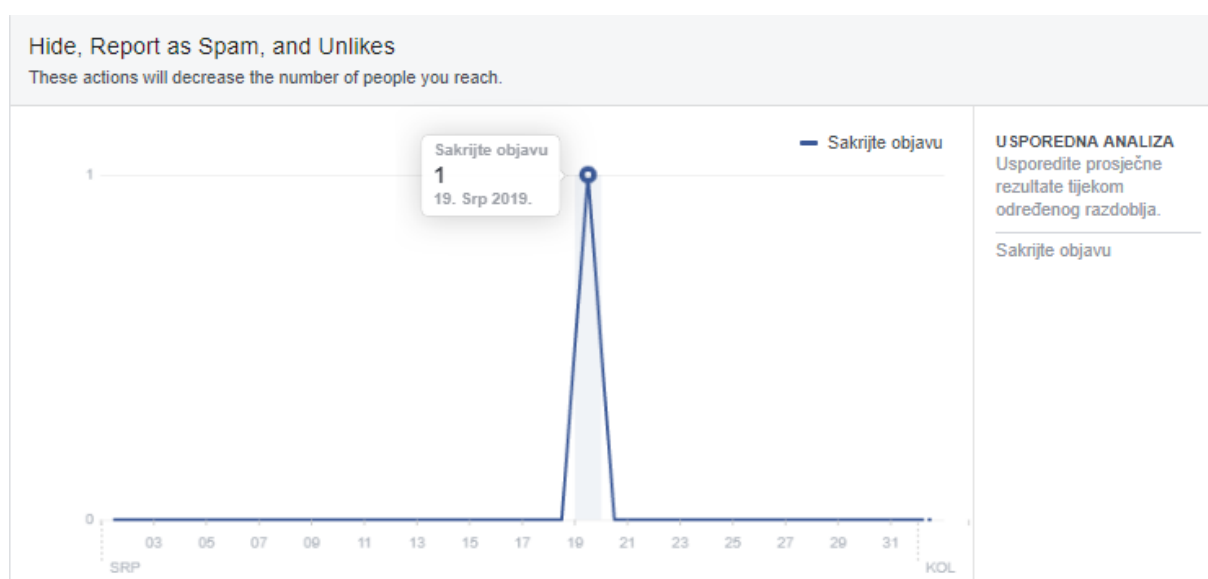 Hide, Report as Spam, and Unlikes
These actions will decrease the number of people you reach.
Sakrijte objavu
1
19. Srp 2019.
Sakrijte objavu
1
0
03 05 07 09 11 13 15 17 19 21 23 25 27 29 31
SRP KOL
USPOREDNA ANALIZA
Usporedite prosječne
rezultate tijekom
određenog razdoblja.
Sakrijte objavu